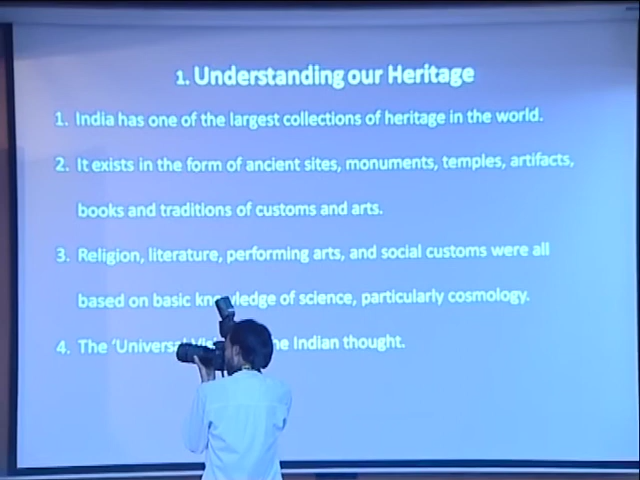 1. Understanding our Heritage
1. India has one of the largest collections of heritage in the world.
2. It exists in the form of ancient sites, monuments, temples, artifacts,
books and traditions of customs and arts.
3. Religion, literature, performing arts, and social customs were all
based on basic knowledge of science, particularly cosmology.
4. The ‘Universal he Indian thought.